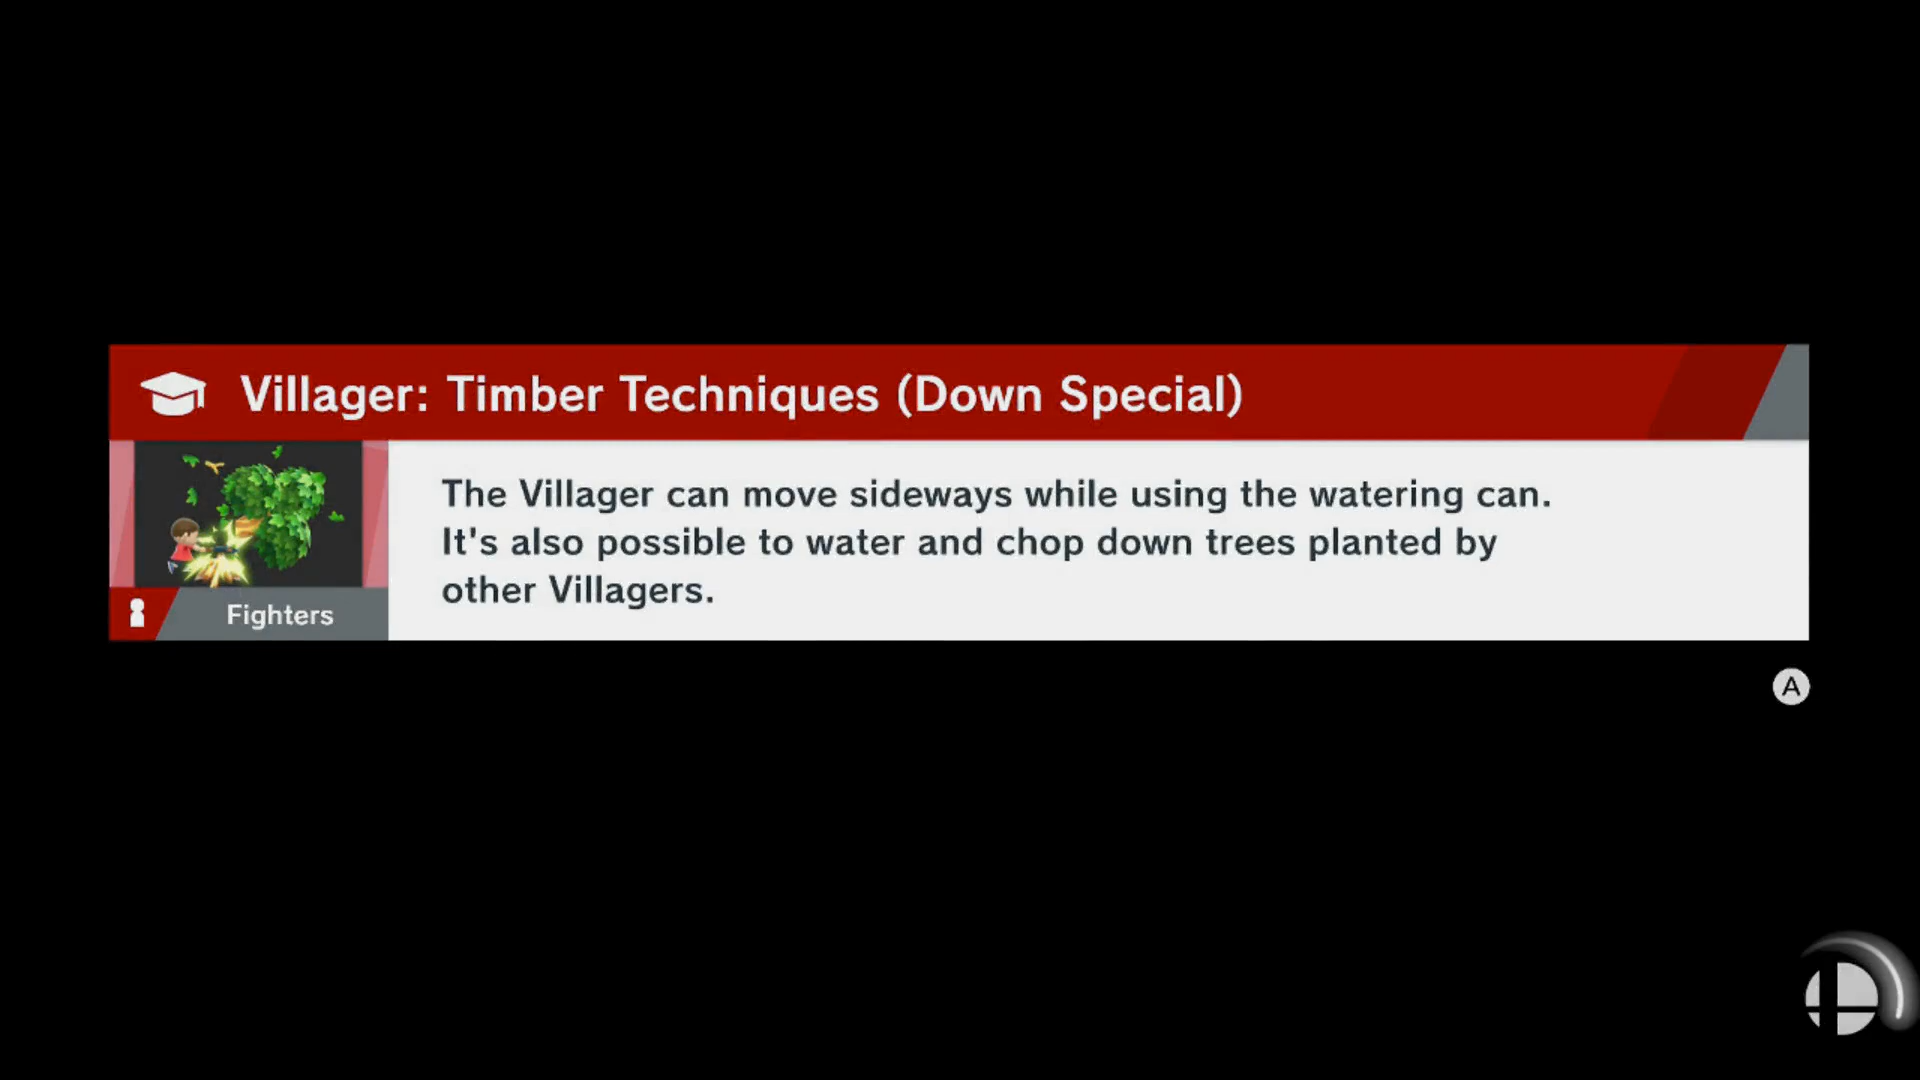 Villager: Timber Techniques (Down Special)
The Villager can move sideways while using the watering can.
It's also possible to water and chop down trees planted by
other Villagers.
Fighters
A